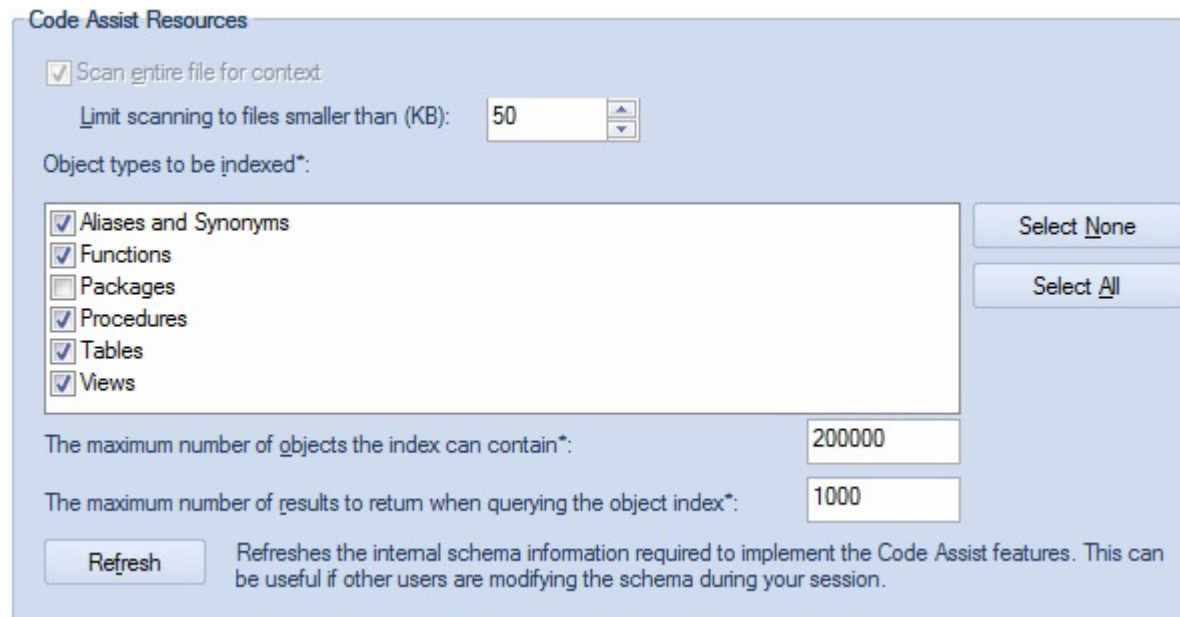 Code Assist Resources
Scan entire file for context
Limit scanning to files smaller than (KB): 50
Object types to be indexed*:
Aliases and Synonyms
Functions
Packages
Procedures
Tables
Views
Select None
Select All
The maximum number of objects the index can contain*: 200000
The maximum number of results to return when querying the object index*: 1000
Refresh
Refreshes the internal schema information required to implement the Code Assist features. This can
be useful if other users are modifying the schema during your session.